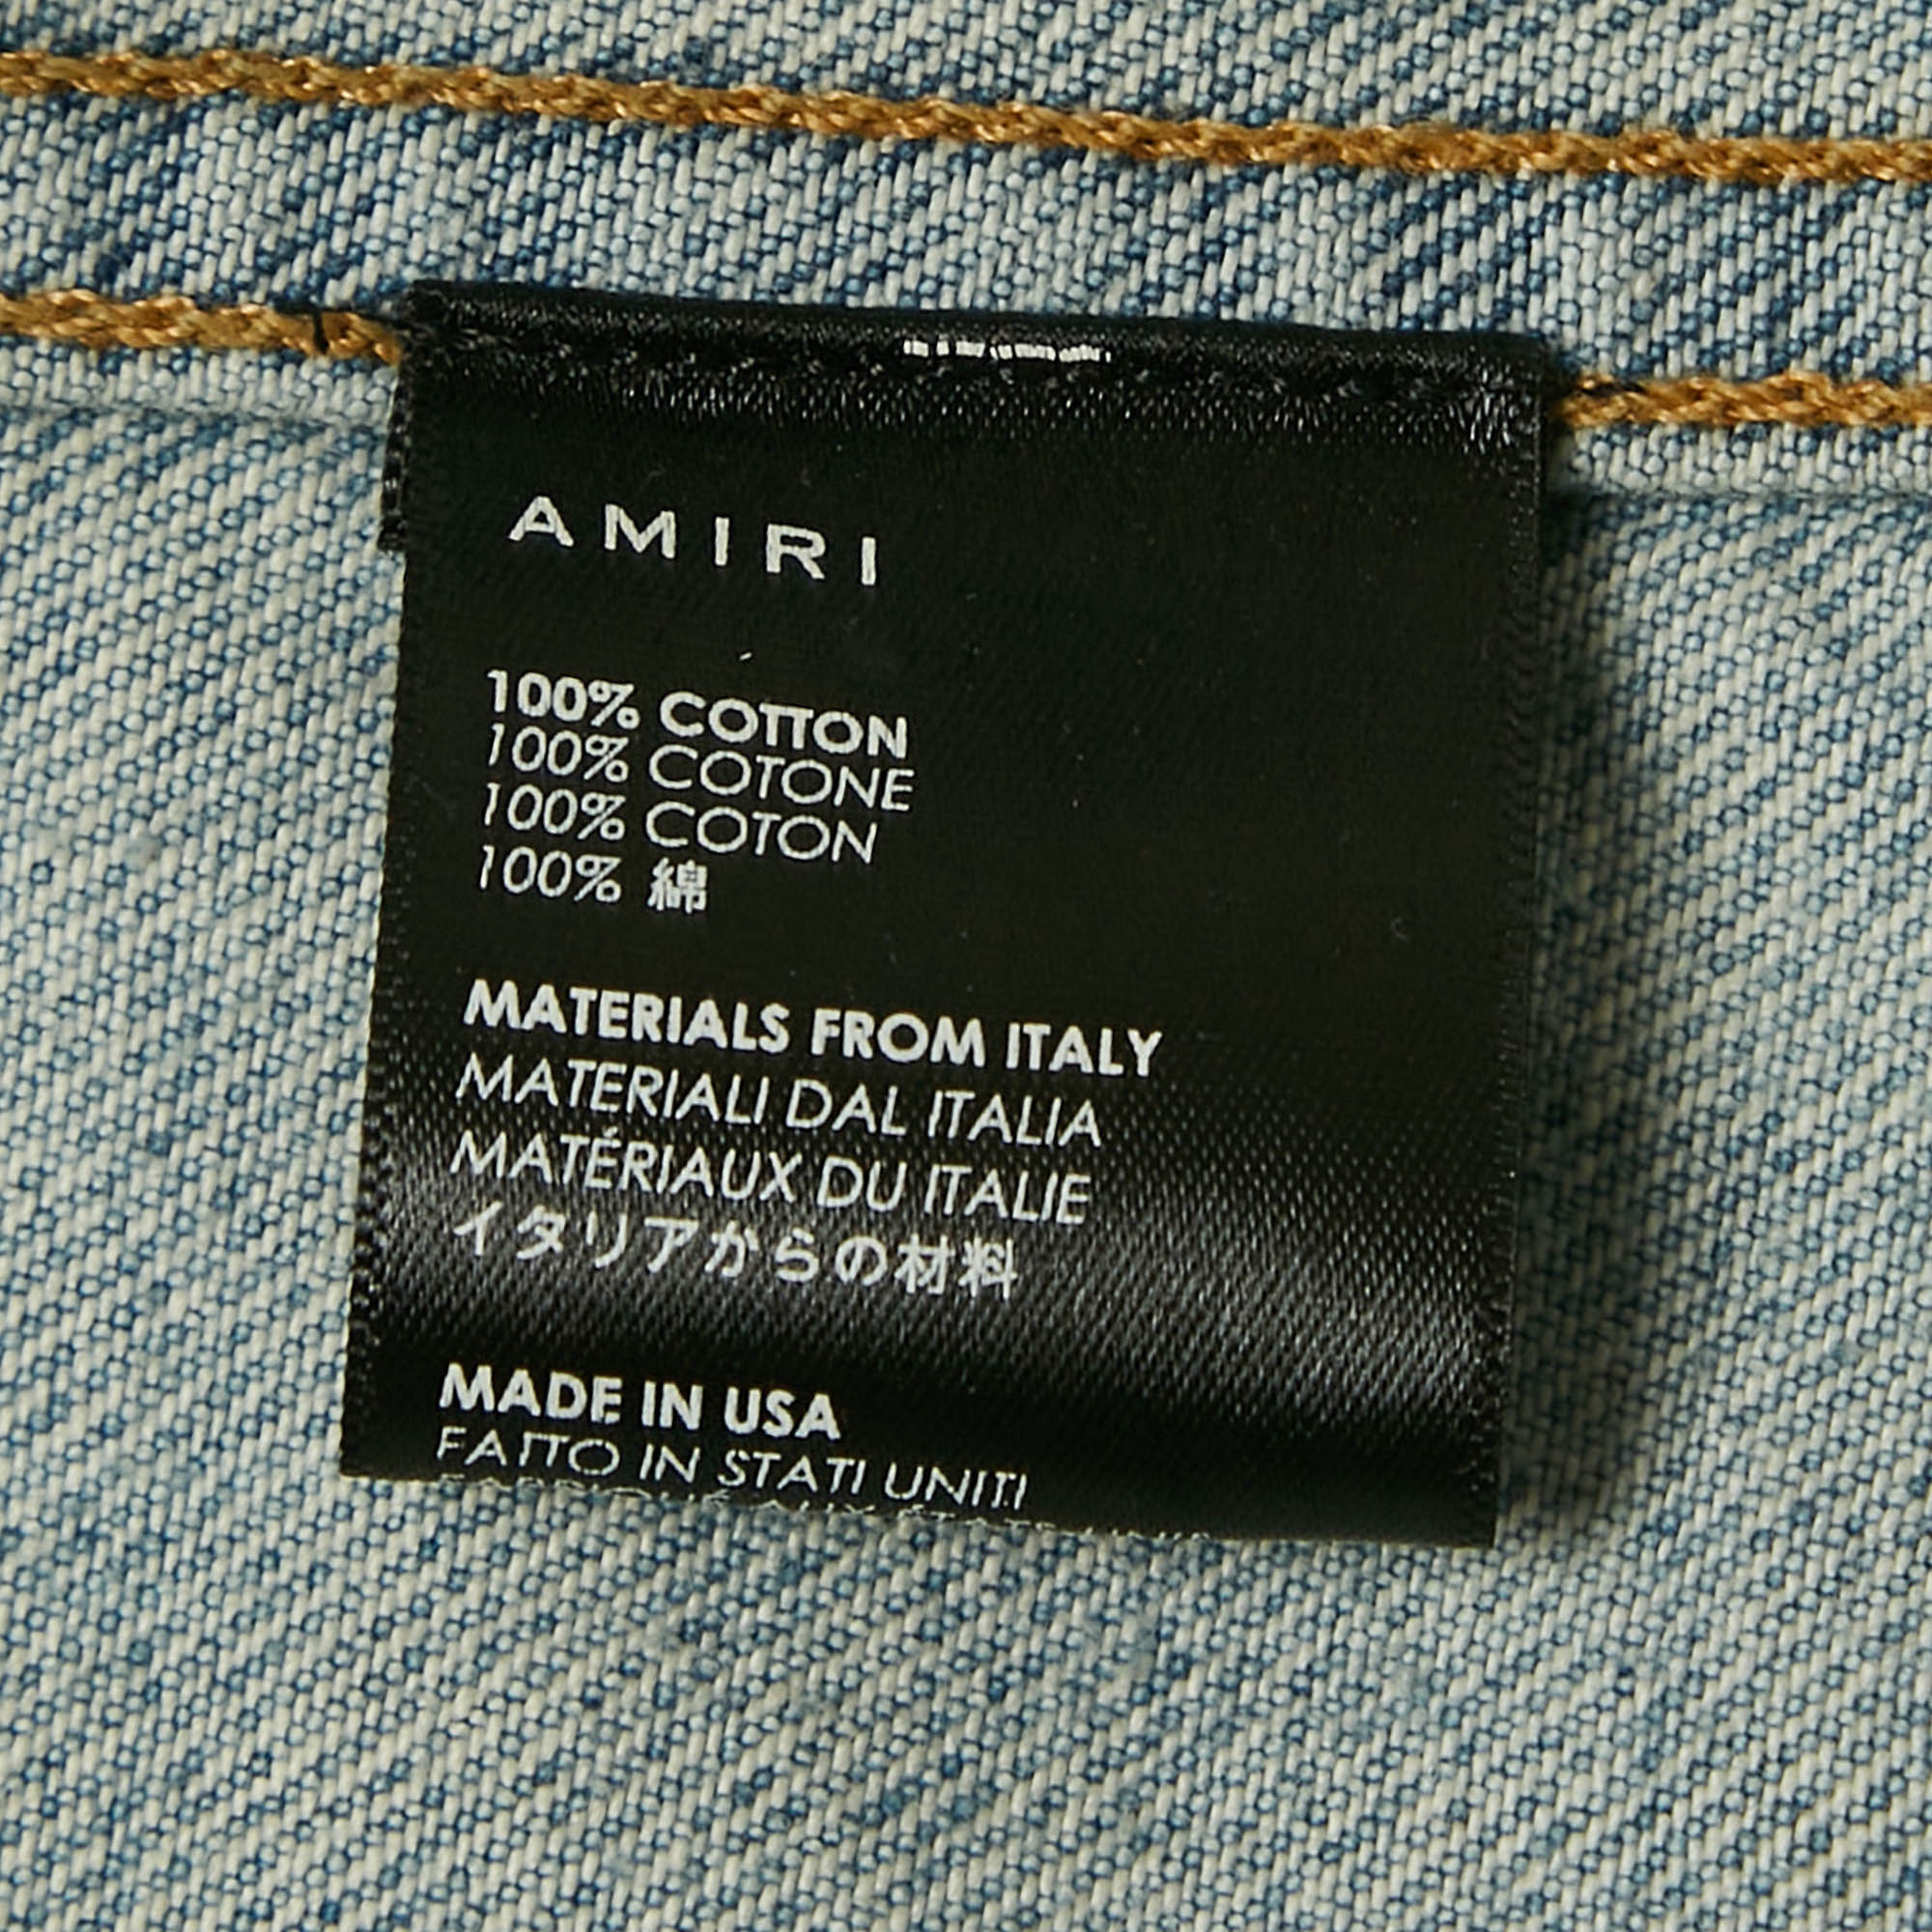 AMIRI
100% COTTON
100% COTONE
100% COTON
100% 綿
MATERIALS FROM ITALY
MATERIALI DAL ITALIA
MATÉRIAUX DU ITALIE
イタリアからの材料
MADE IN USA
FATTO IN STATI UNITI